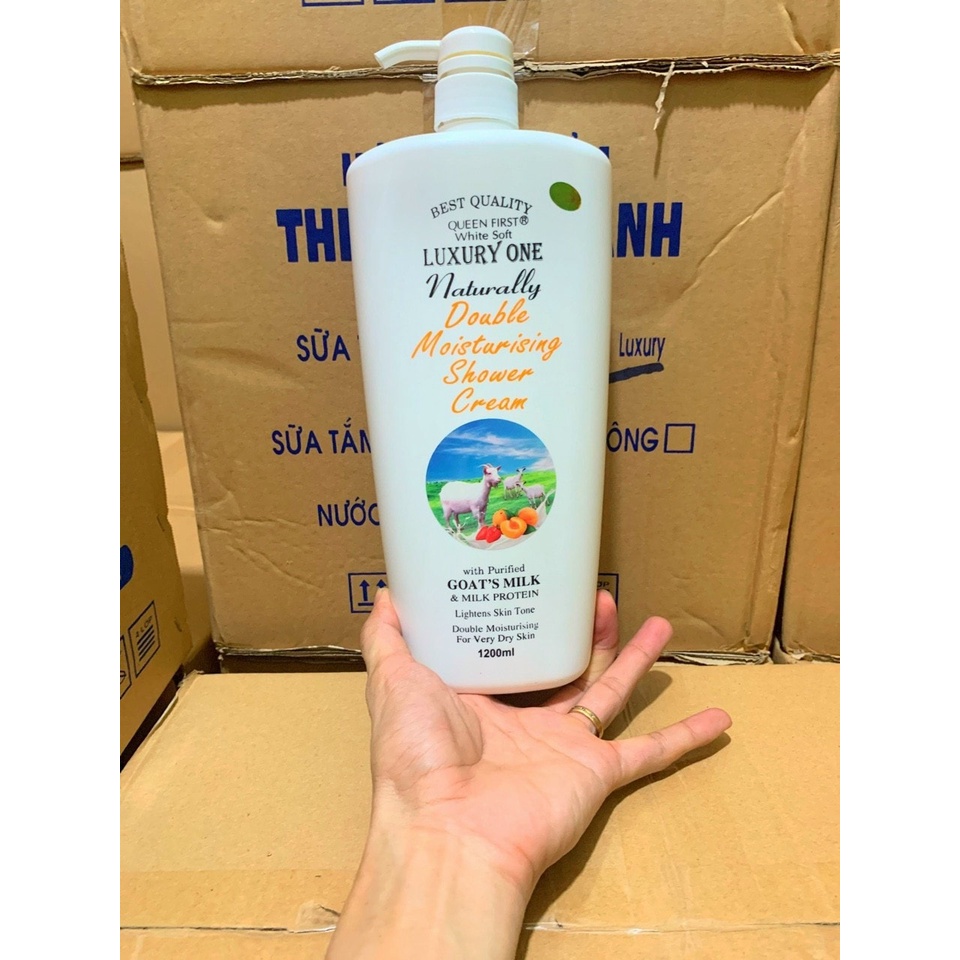 BEST QUALITY
QUEEN FIRST®
White Soft
LUXURY ONE
Naturally
Double
Moisturising
Shower
Cream
with Purified
GOAT'S MILK
& MILK PROTEIN
Lightens Skin Tone
Double Moisturising
For Very Dry Skin
1200ml
ANH
SỮA
Luxury
SỮA TẮM
ÔNG
NƯỚC